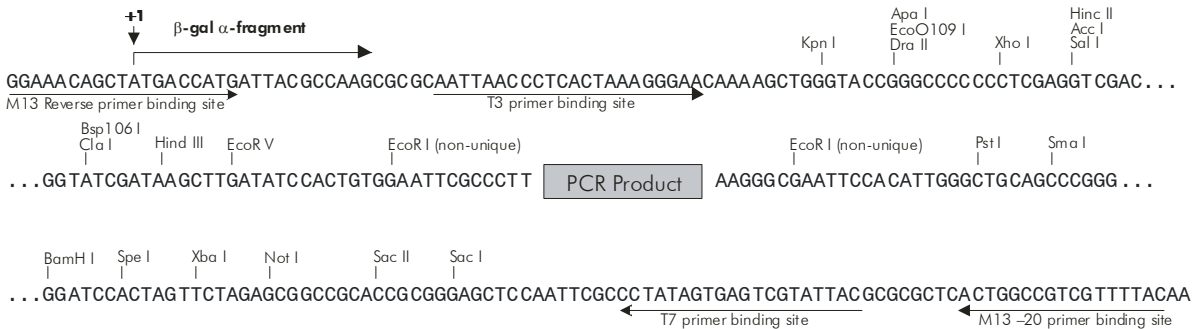 +1
β-gal α-fragment
Apa I
EcoO109 I
Dra II
Hinc II
Acc I
Sal I
Kpn I
Xho I
GGAAACAGCTATGACCATGATTACGCCAAGCGCGCAATTAACCCTCACTAAAGGGAACAAAAGCTGGGTACCGGGCCCCCCCTCGAGGTCGAC...
M13 Reverse primer binding site
T3 primer binding site
Bsp106 I
Cla I
Hind III
EcoR V
EcoR I (non-unique)
EcoR I (non-unique)
Pst I
Sma I
...GGTATCGATAAGCTTGATATCCACTGTGGAATTCGCCCTT PCR Product AAGGGCGAATTCCACATTGGGCTGCAGCCCGGG...
BamH I
Spe I
Xba I
Not I
Sac II
Sac I
...GGATCCACTAGTTCTAGAGCGGCCGCACCGCGGGAGCTCCAATTCGCCCTATAGTGAGTCGTATTACGCGCGCTCACTGGCCGTCGTTTTACAA
T7 primer binding site
M13 –20 primer binding site